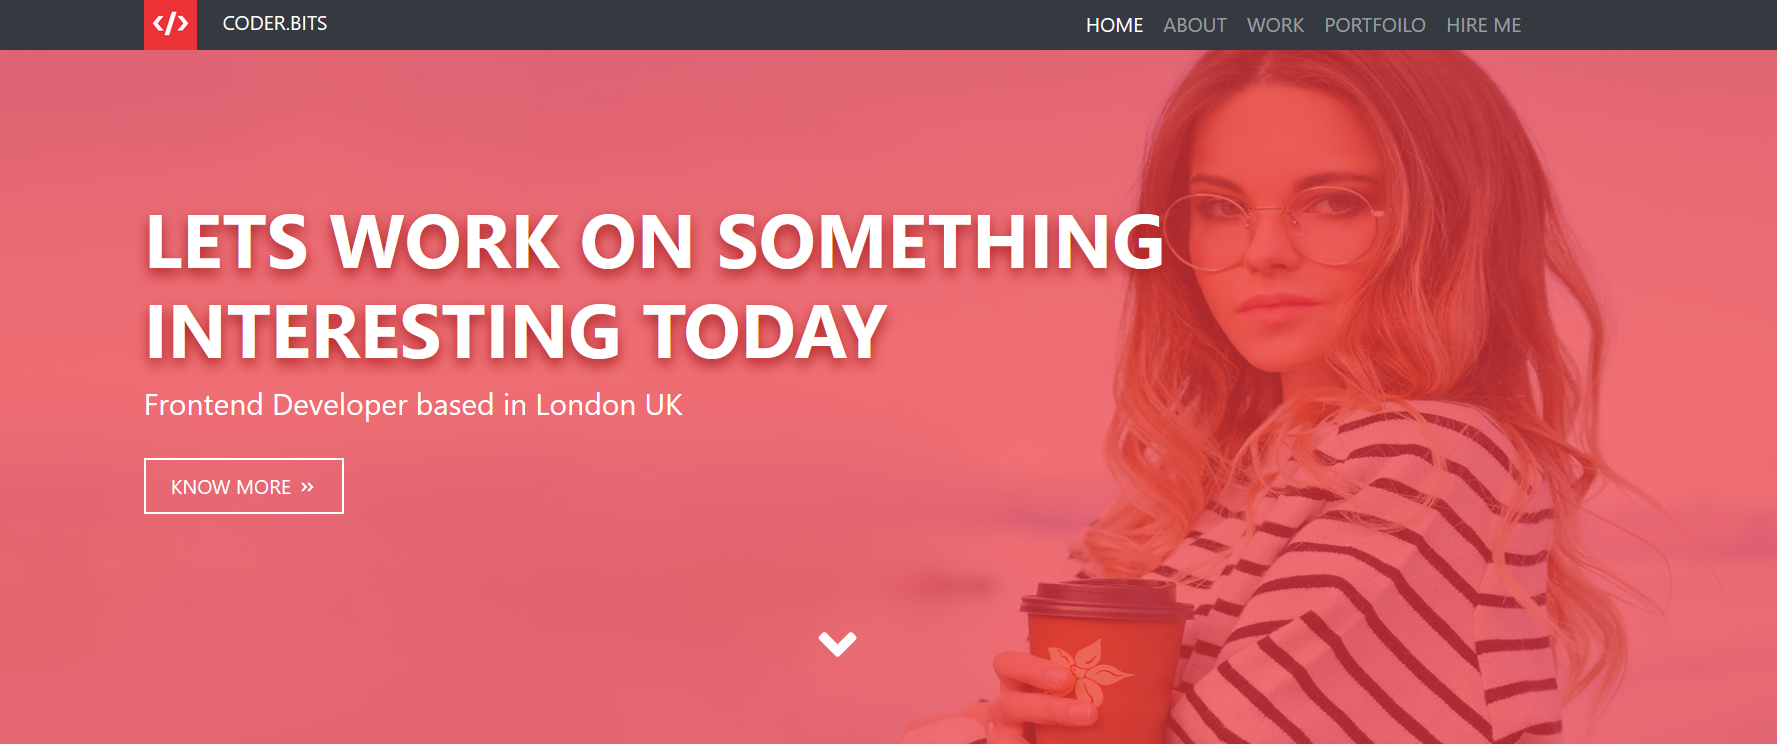 CODER.BITS
HOME ABOUT WORK PORTFOILO HIRE ME
LETS WORK ON SOMETHING
INTERESTING TODAY
Frontend Developer based in London UK
KNOW MORE »